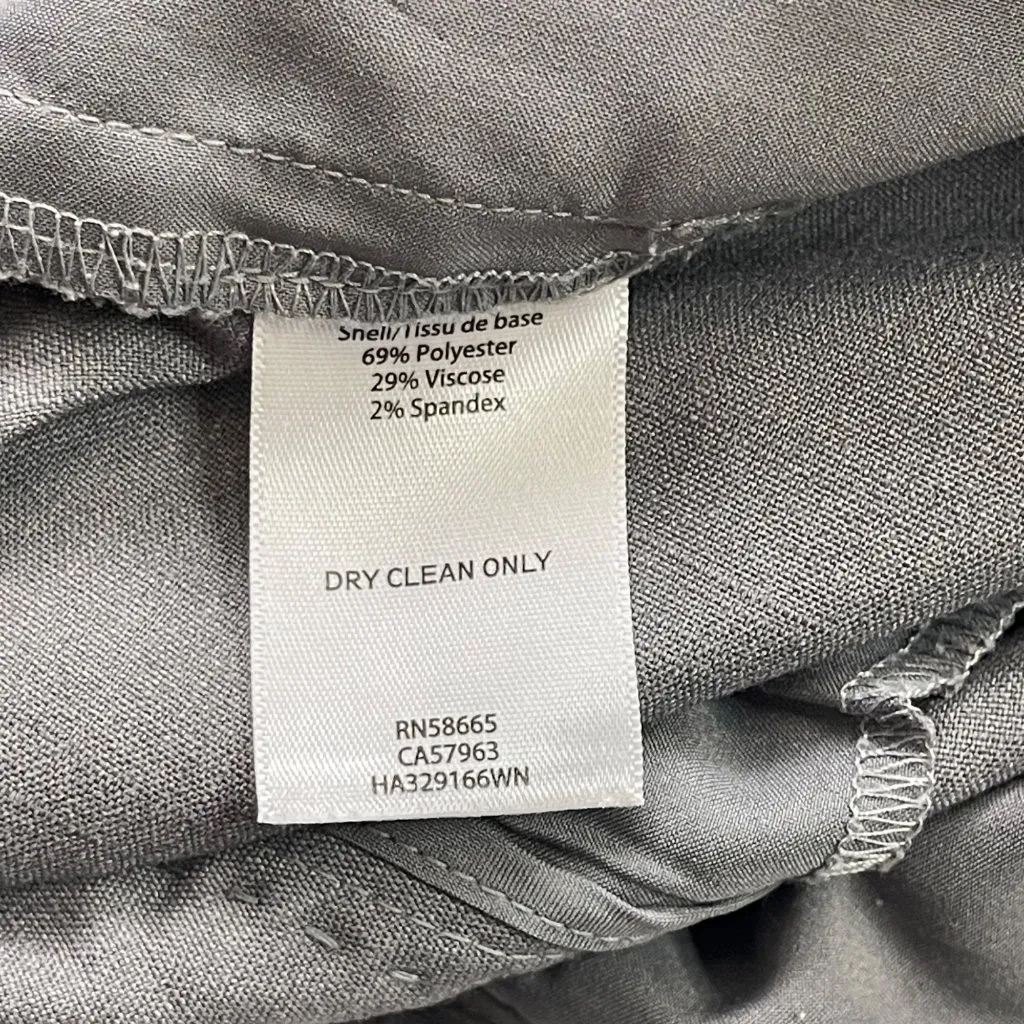 Shell/Tissu de base
69% Polyester
29% Viscose
2% Spandex
DRY CLEAN ONLY
RN58665
CA57963
HA329166WN